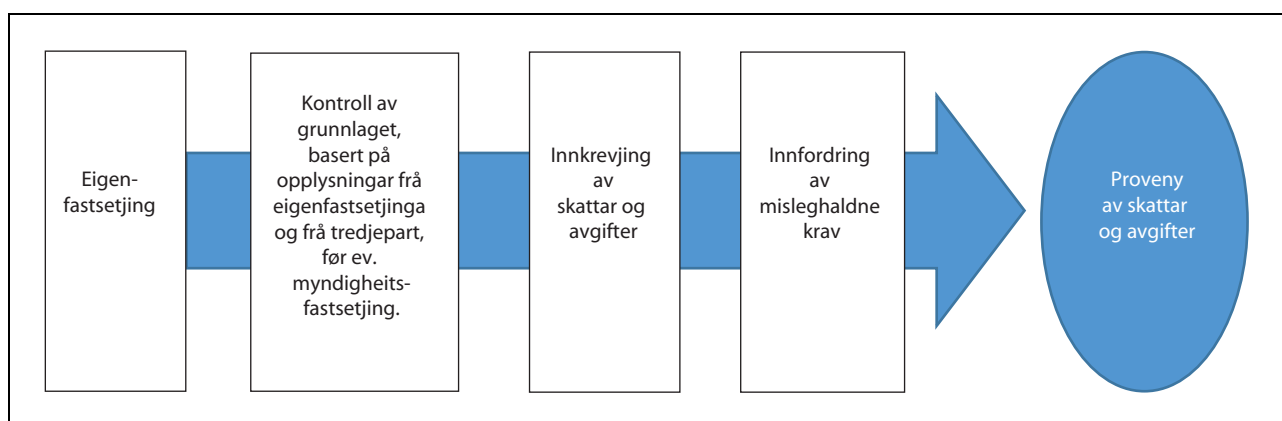 Eigen-
fastsetjing
Kontroll av
grunnlaget,
basert på
opplysningar frå
eigenfastsetjinga
og frå tredjepart,
før ev.
myndigheits-
fastsetjing.
Innkrevjing
av
skattar og
avgifter
Innfordring
av
misleghaldne
krav
Proveny
av skattar
og avgifter